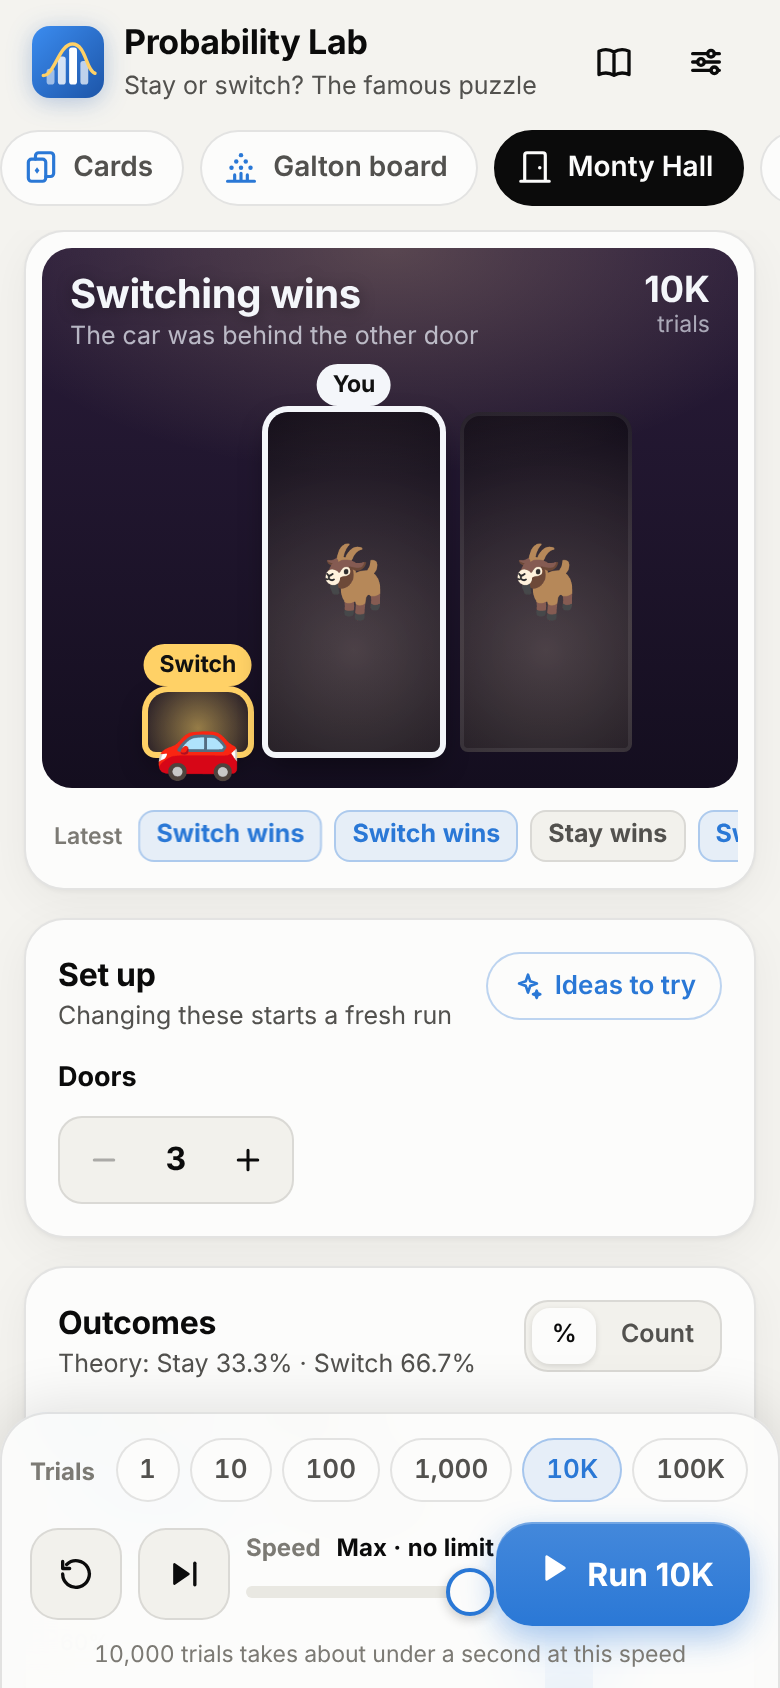 Probability Lab
Stay or switch? The famous puzzle
Cards
Galton board
Monty Hall
Switching wins
10K
The car was behind the other door
trials
You
Switch
Latest
Switch wins
Switch wins
Stay wins
Set up
Ideas to try
Changing these starts a fresh run
Doors
3
Outcomes
%
Count
Theory: Stay 33.3% · Switch 66.7%
Trials
1
10
100
1,000
10K
100K
Speed
Max · no limit
Run 10K
10,000 trials takes about under a second at this speed